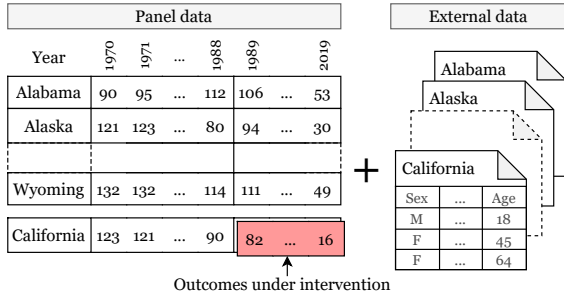 Panel data
Year 1970 1971 ... 1988 1989 2019
Alabama 90 95 ... 112 106 ... 53
Alaska 121 123 ... 80 94 ... 30
Wyoming 132 132 ... 114 111 ... 49
California 123 121 ... 90 82 ... 16
Outcomes under intervention
+
External data
Alabama
Alaska
California
Sex ... Age
M ... 18
F ... 45
F ... 64